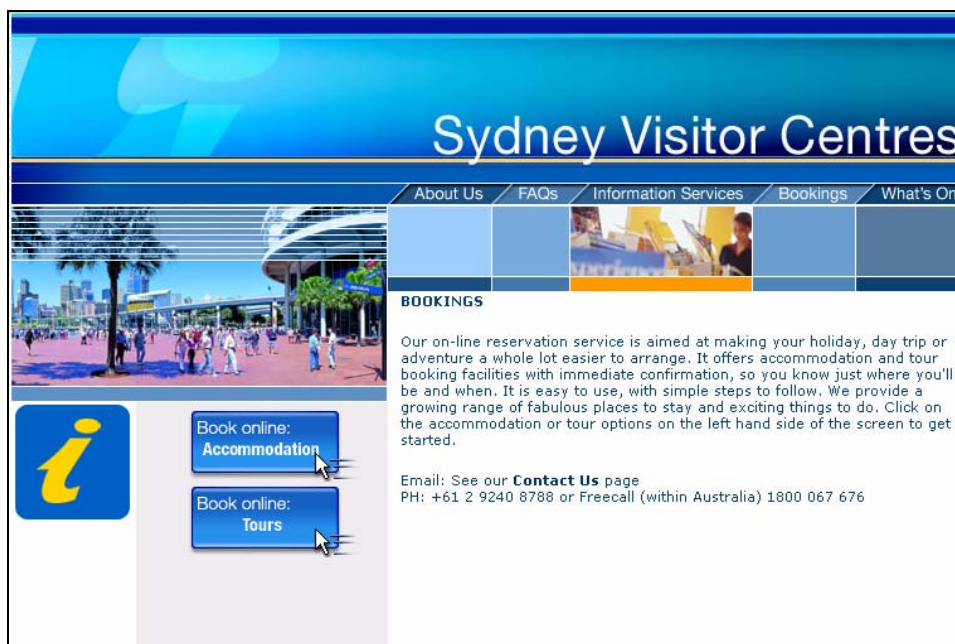 Sydney Visitor Centres
About Us
FAQs
Information Services
Bookings
What's On
BOOKINGS
Our on-line reservation service is aimed at making your holiday, day trip or
adventure a whole lot easier to arrange. It offers accommodation and tour
booking facilities with immediate confirmation, so you know just where you'll
be and when. It is easy to use, with simple steps to follow. We provide a
growing range of fabulous places to stay and exciting things to do. Click on
the accommodation or tour options on the left hand side of the screen to get
started.
Email: See our Contact Us page
PH: +61 2 9240 8788 or Freecall (within Australia) 1800 067 676
i
Book online:
Accommodation
Book online:
Tours